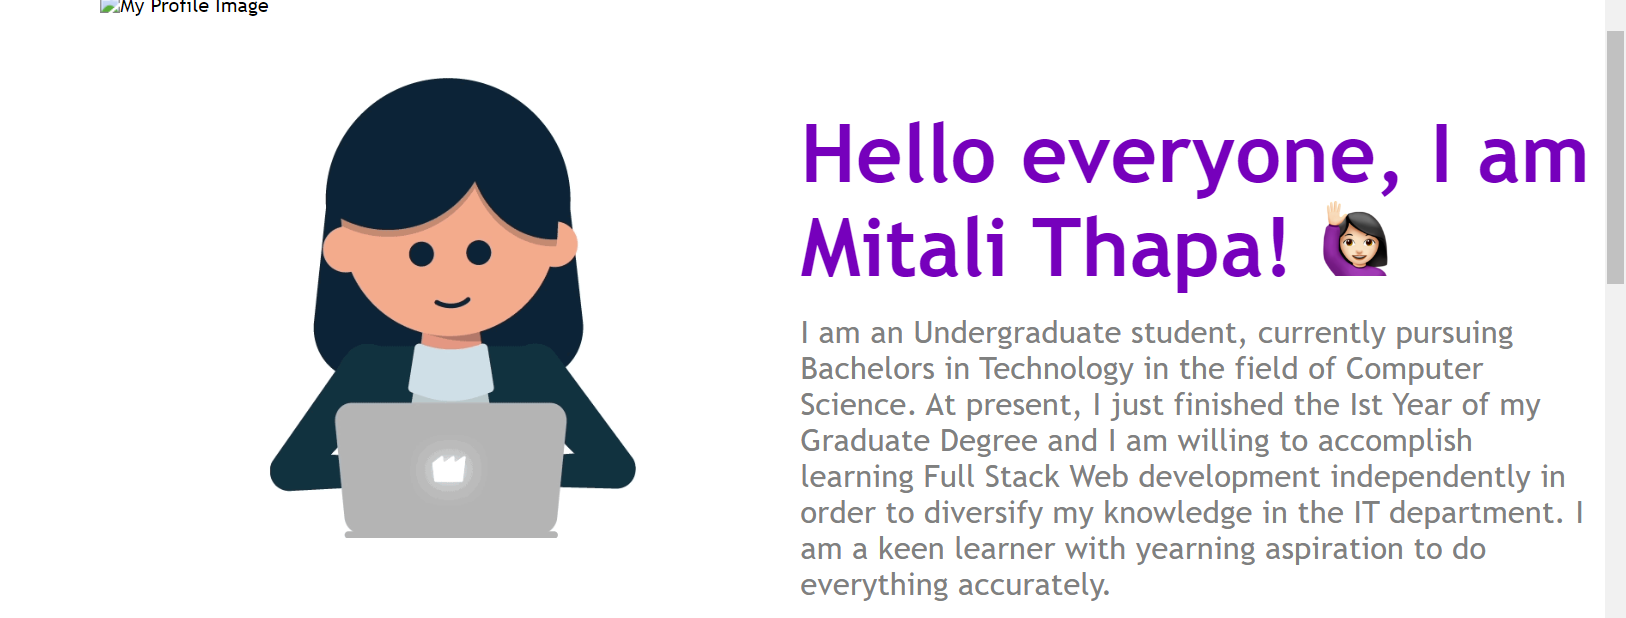 My Profile Image
Hello everyone, I am
Mitali Thapa! 🙋🏻‍♀️
I am an Undergraduate student, currently pursuing
Bachelors in Technology in the field of Computer
Science. At present, I just finished the Ist Year of my
Graduate Degree and I am willing to accomplish
learning Full Stack Web development independently in
order to diversify my knowledge in the IT department. I
am a keen learner with yearning aspiration to do
everything accurately.